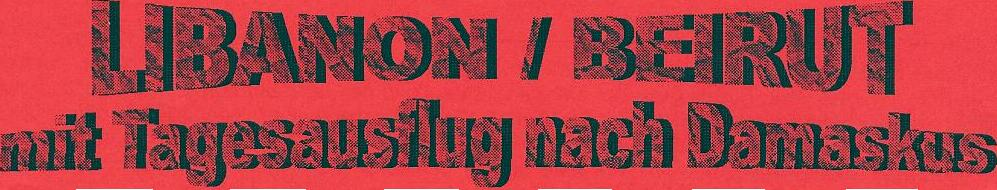 LIBANON / BEIRUT
mit Tagesausflug nach Damaskus